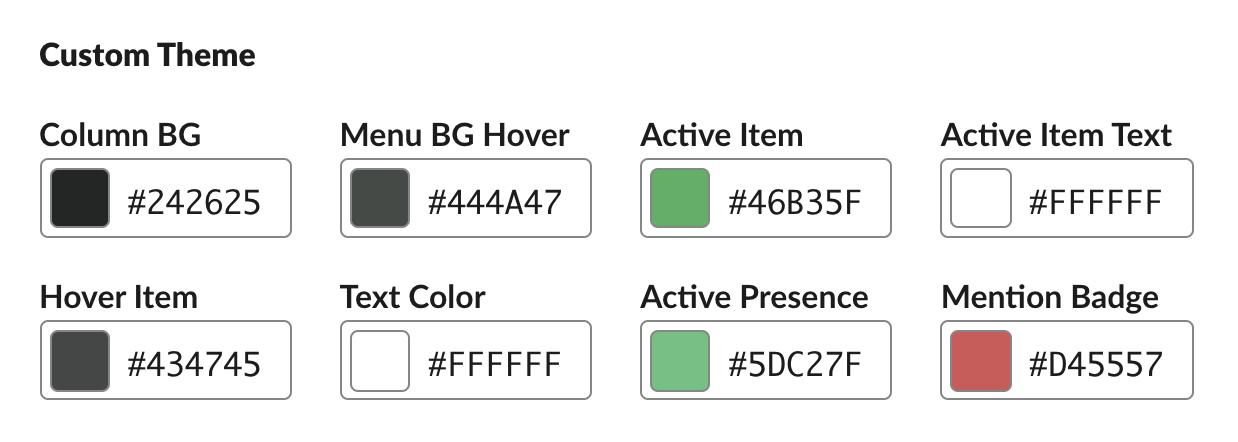 Custom Theme
Column BG Menu BG Hover Active Item Active Item Text
#242625 #444A47 #46B35F #FFFFFF
Hover Item Text Color Active Presence Mention Badge
#434745 #FFFFFF #5DC27F #D45557